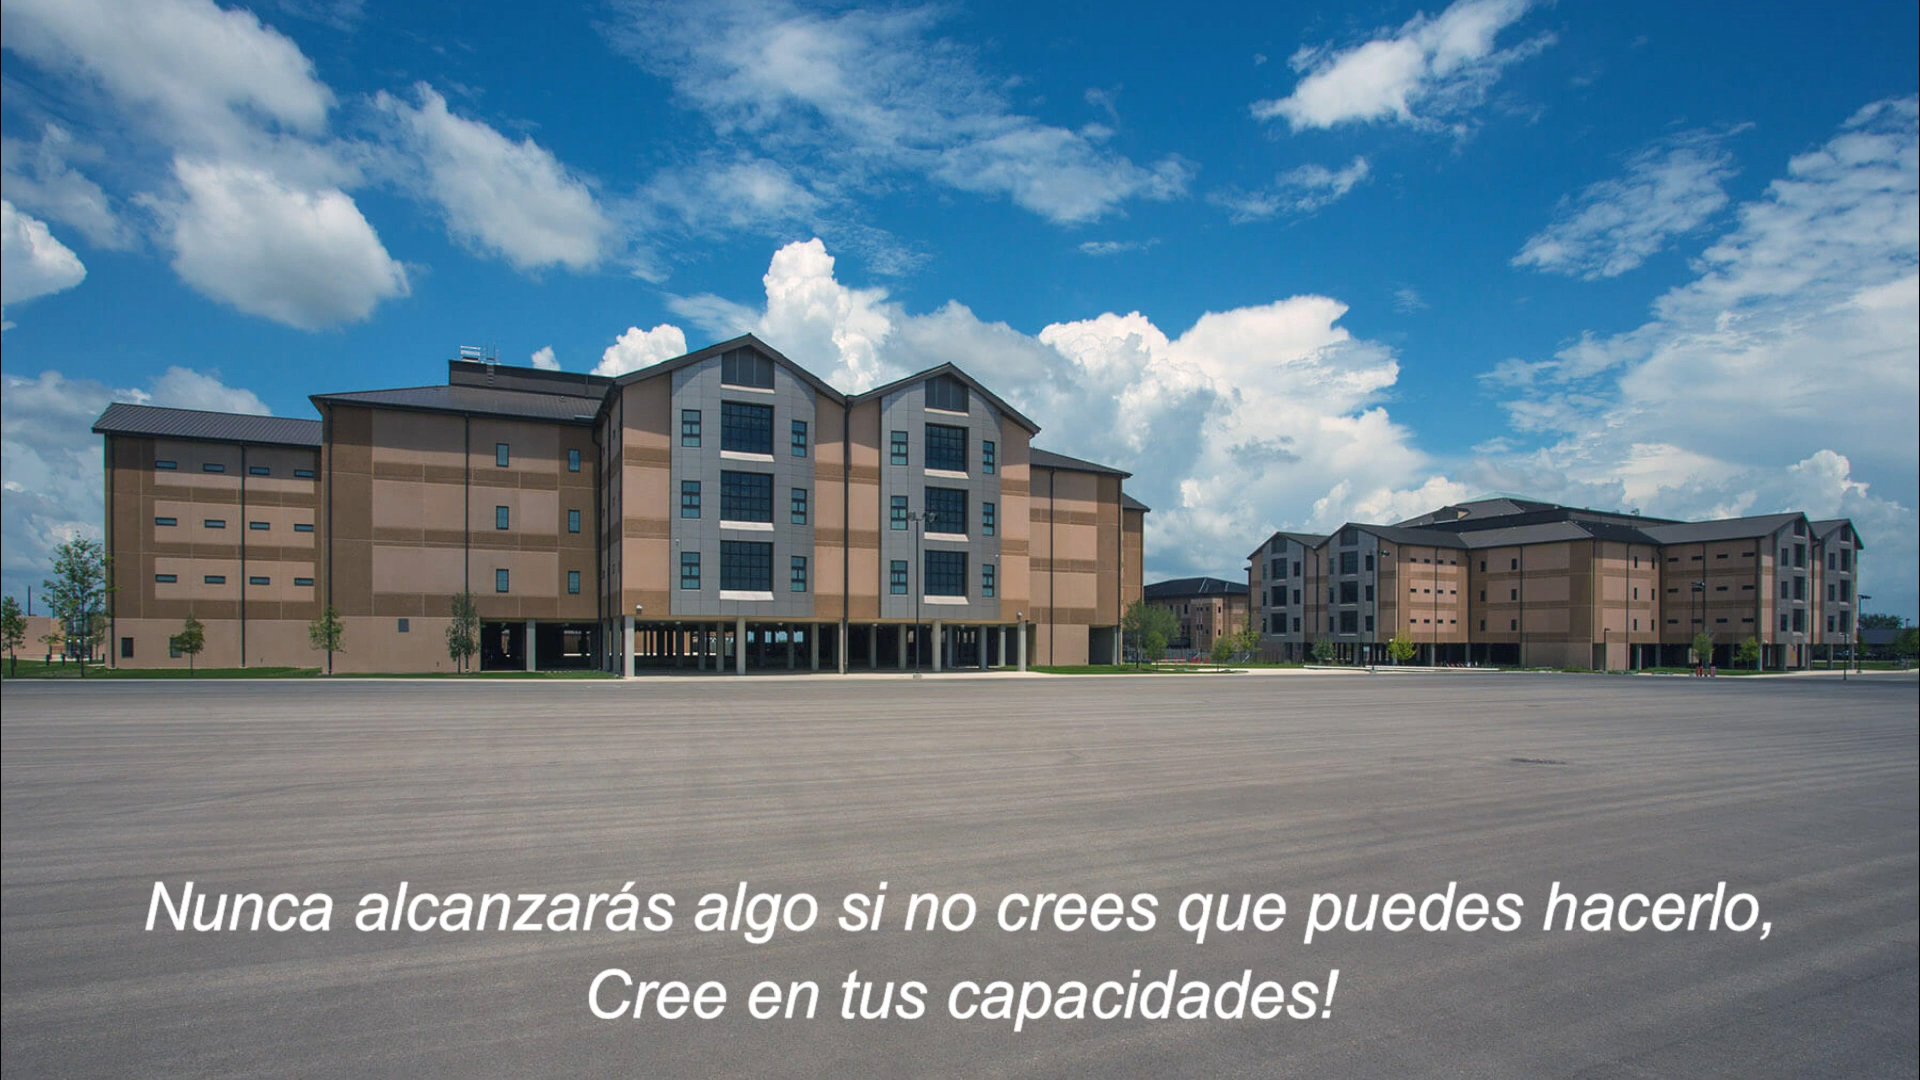 Nunca alcanzarás algo si no crees que puedes hacerlo,
Cree en tus capacidades!